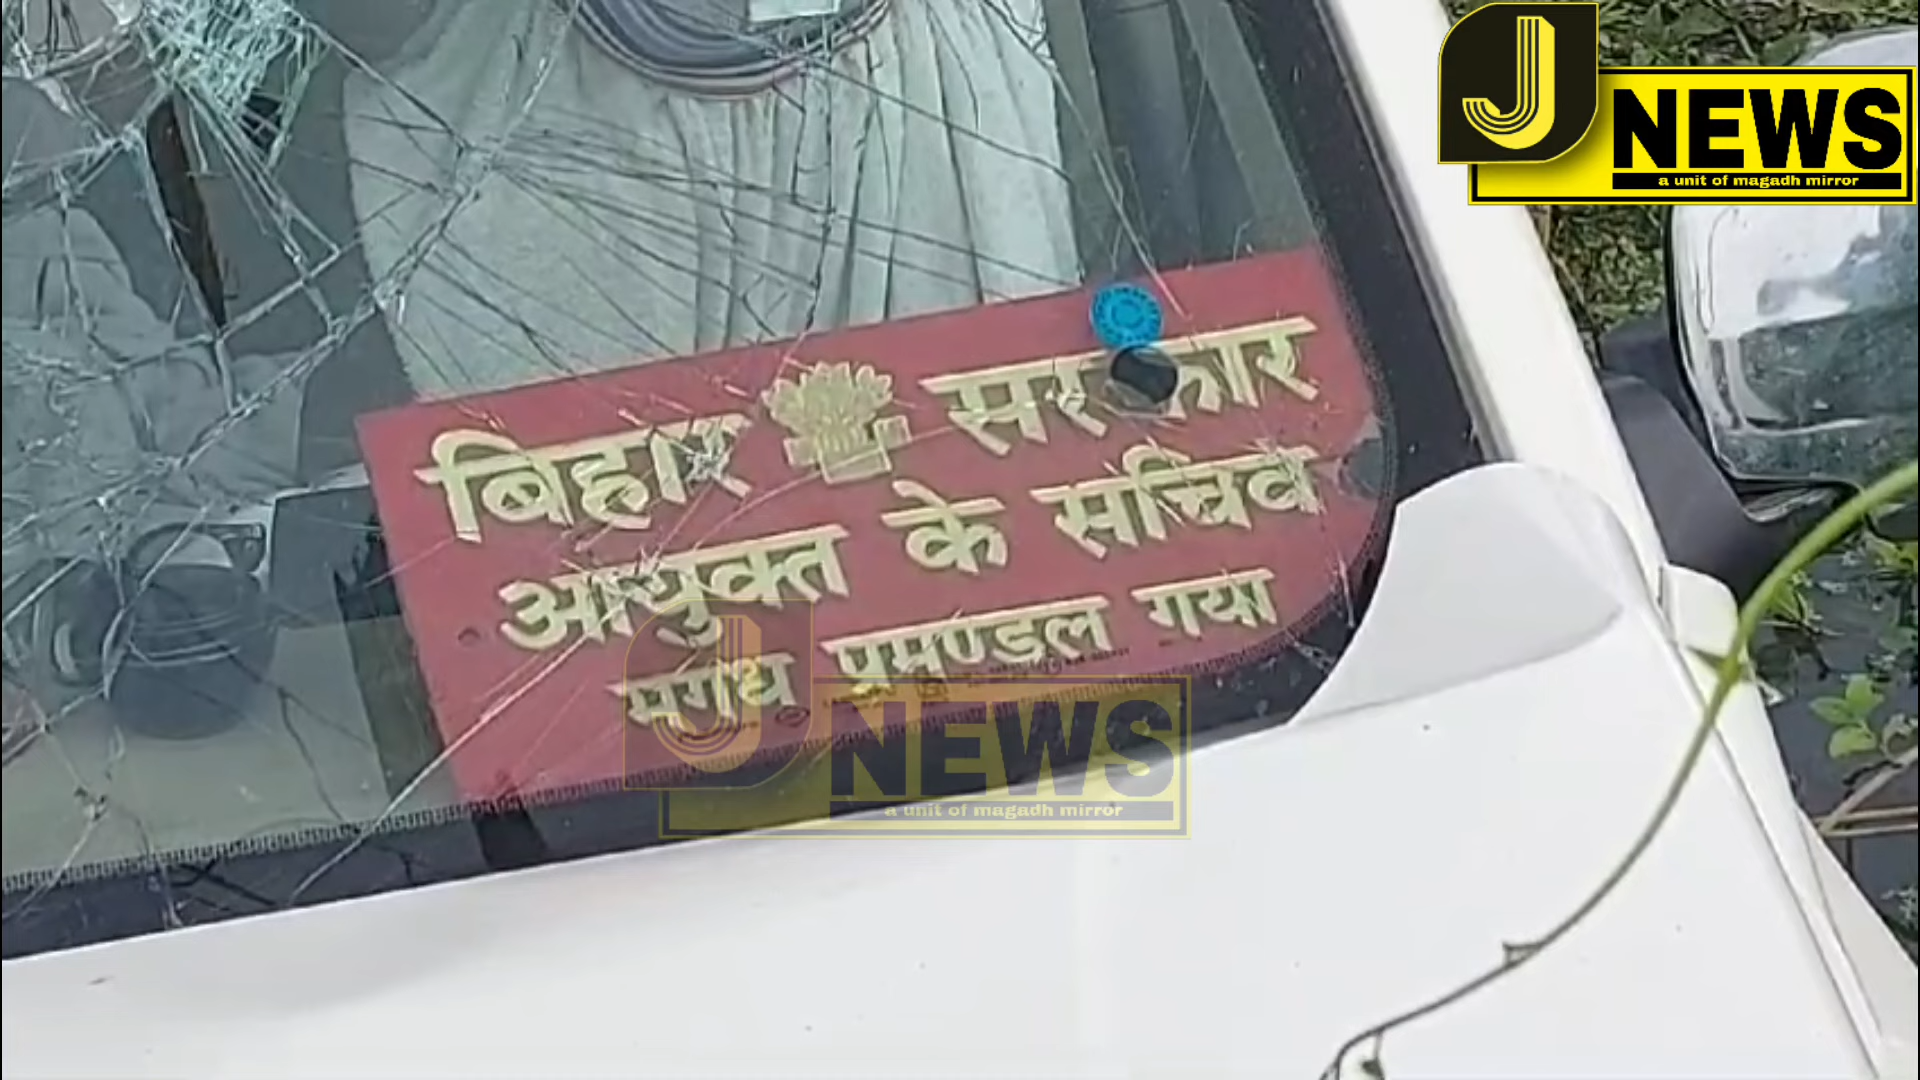 J
NEWS
a unit of magadh mirror
बिहार सरकार
आयुक्त के सचिव
मगध प्रमण्डल गया
J
NEWS
a unit of magadh mirror